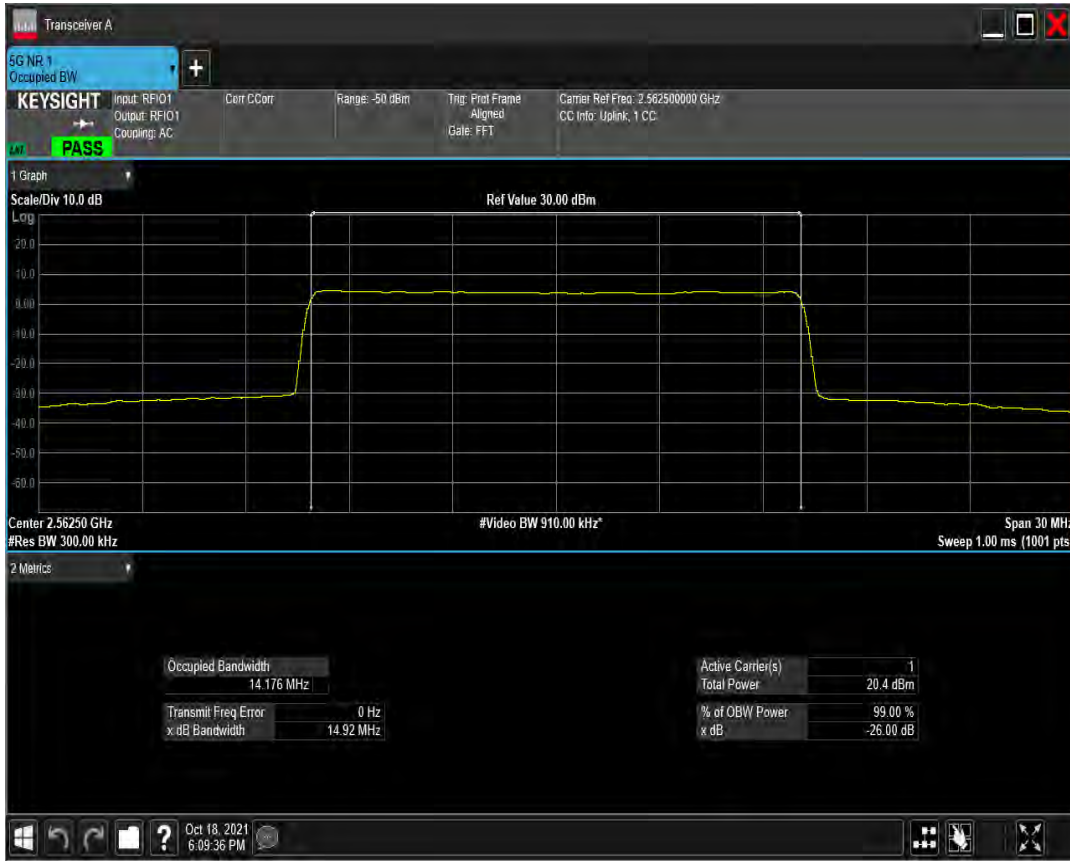 Transceiver A
5G NR 1
Occupied BW
KEYSIGHT
Input: RFIO1
Output: RFIO1
Coupling: AC
Corr CCorr
Range: -50 dBm
Trig: Prot Frame
Aligned
Gate: FFT
Carrier Ref Freq: 2.562500000 GHz
CC Info: Uplink, 1 CC
PASS
1 Graph
Scale/Div 10.0 dB
Ref Value 30.00 dBm
Log
20.0
10.0
0.00
-10.0
-20.0
-30.0
-40.0
-50.0
-60.0
Center 2.56250 GHz
#Video BW 910.00 kHz*
Span 30 MHz
#Res BW 300.00 kHz
Sweep 1.00 ms (1001 pts
2 Metrics
Occupied Bandwidth
14.176 MHz
Transmit Freq Error 0 Hz
x dB Bandwidth 14.92 MHz
Active Carrier(s) 1
Total Power 20.4 dBm
% of OBW Power 99.00 %
x dB -26.00 dB
?
Oct 18, 2021
6:09:36 PM